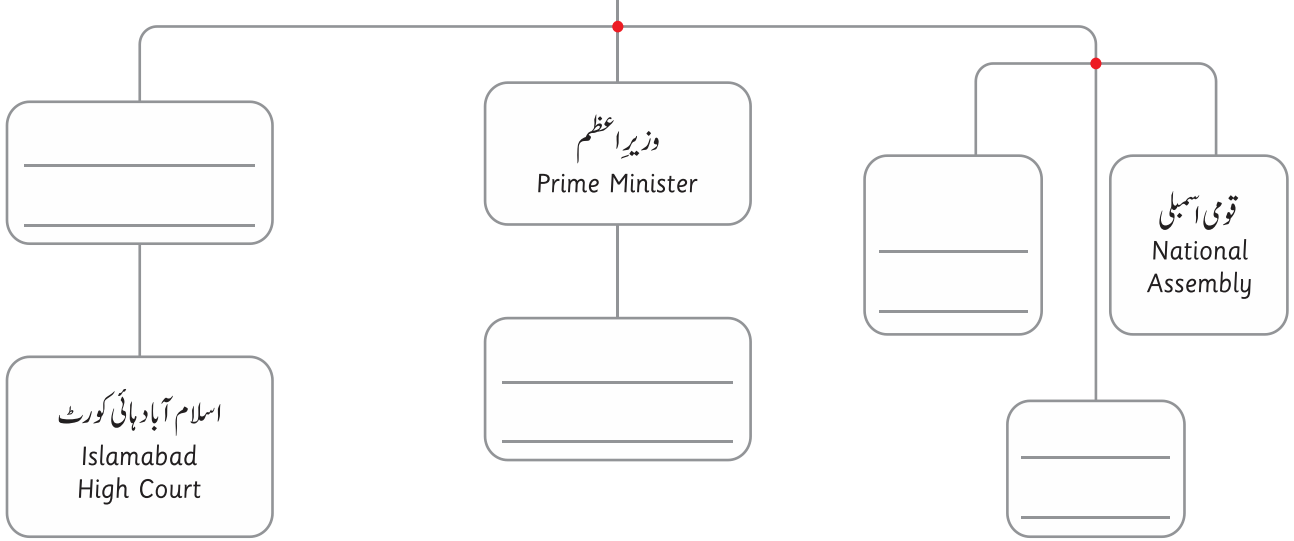 وزیرِ اعظم
Prime Minister
قومی اسمبلی
National
Assembly
اسلام آباد ہائی کورٹ
Islamabad
High Court